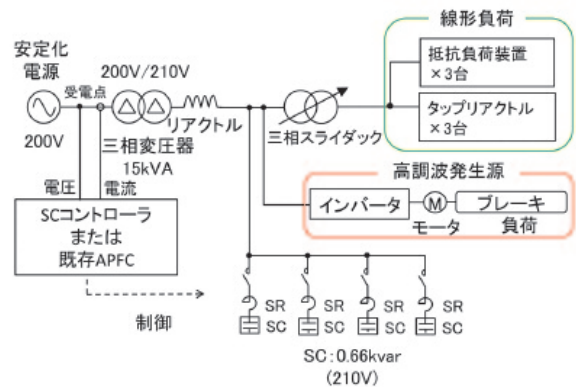 線形負荷
安定化
電源
200V/210V
抵抗負荷装置
×3台
受電点
リアクトル
タップリアクトル
×3台
200V
三相変圧器
15kVA
三相スライダック
高調波発生源
電圧
電流
インバータ
M
ブレーキ
モータ
負荷
SCコントローラ
または
既存APFC
制御
SR
SR
SR
SR
SC
SC
SC
SC
SC:0.66kvar
(210V)